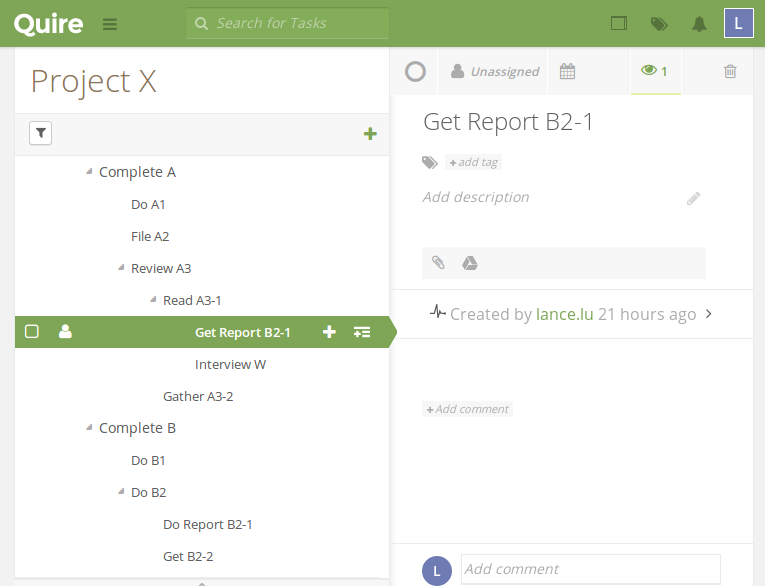 Quire
Search for Tasks
L
Project X
Complete A
Do A1
File A2
Review A3
Read A3-1
Get Report B2-1
Interview W
Gather A3-2
Complete B
Do B1
Do B2
Do Report B2-1
Get B2-2
Unassigned
1
Get Report B2-1
+ add tag
Add description
Created by lance.lu 21 hours ago
+ Add comment
L
Add comment